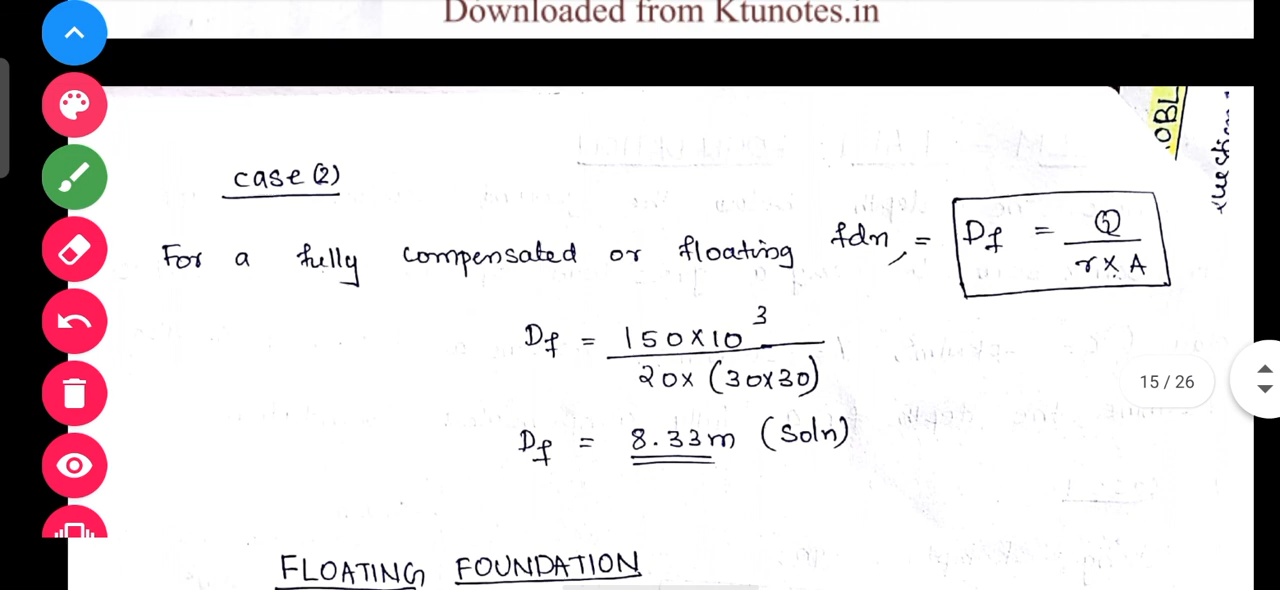 Downloaded from Ktunotes.in
.OBL
case (2)
For a fully compensated or floating fdn, = Df = Q / γ × A
Df = 150×10³ / 20× (30×30)
15 / 26
Df = 8.33m (Soln)
FLOATING FOUNDATION